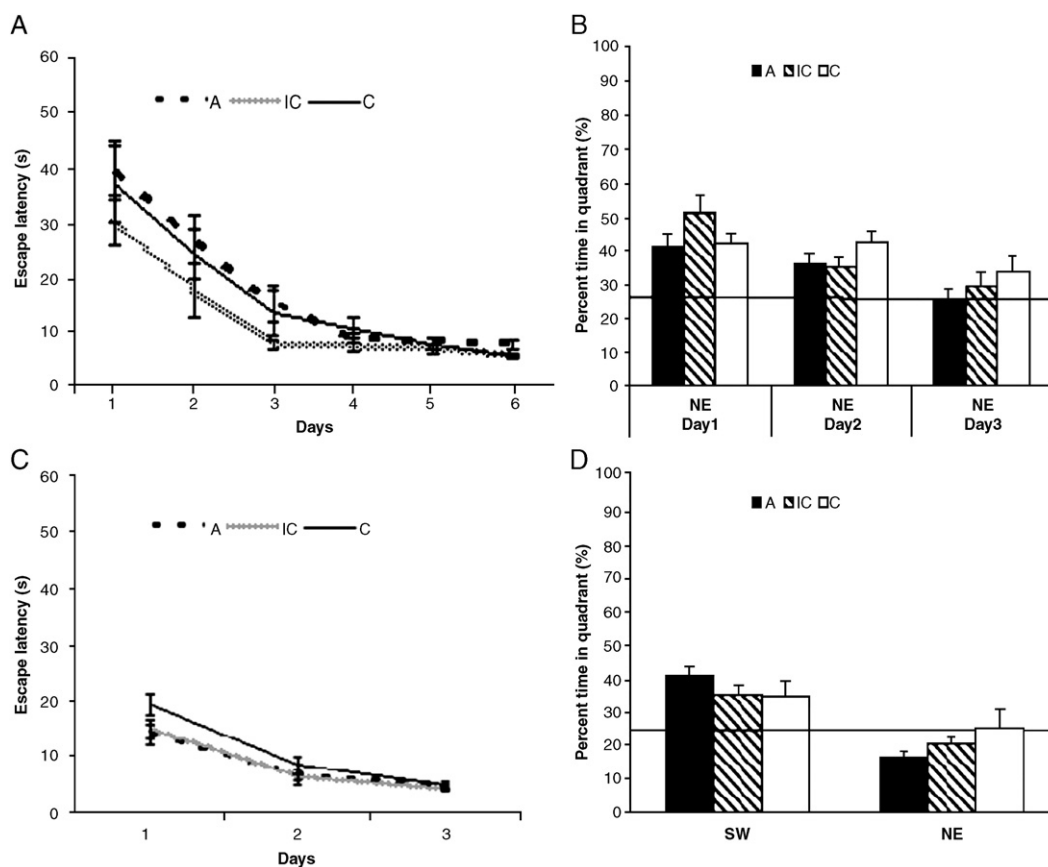 A
60
50
40
30
20
10
0
Escape latency (s)
A IC C
1 2 3 4 5 6
Days
B
100
90
80
70
60
50
40
30
20
10
0
Percent time in quadrant (%)
A IC C
NE NE NE
Day1 Day2 Day3
C
60
50
40
30
20
10
0
Escape latency (s)
A IC C
1 2 3
Days
D
100
90
80
70
60
50
40
30
20
10
0
Percent time in quadrant (%)
A IC C
SW NE